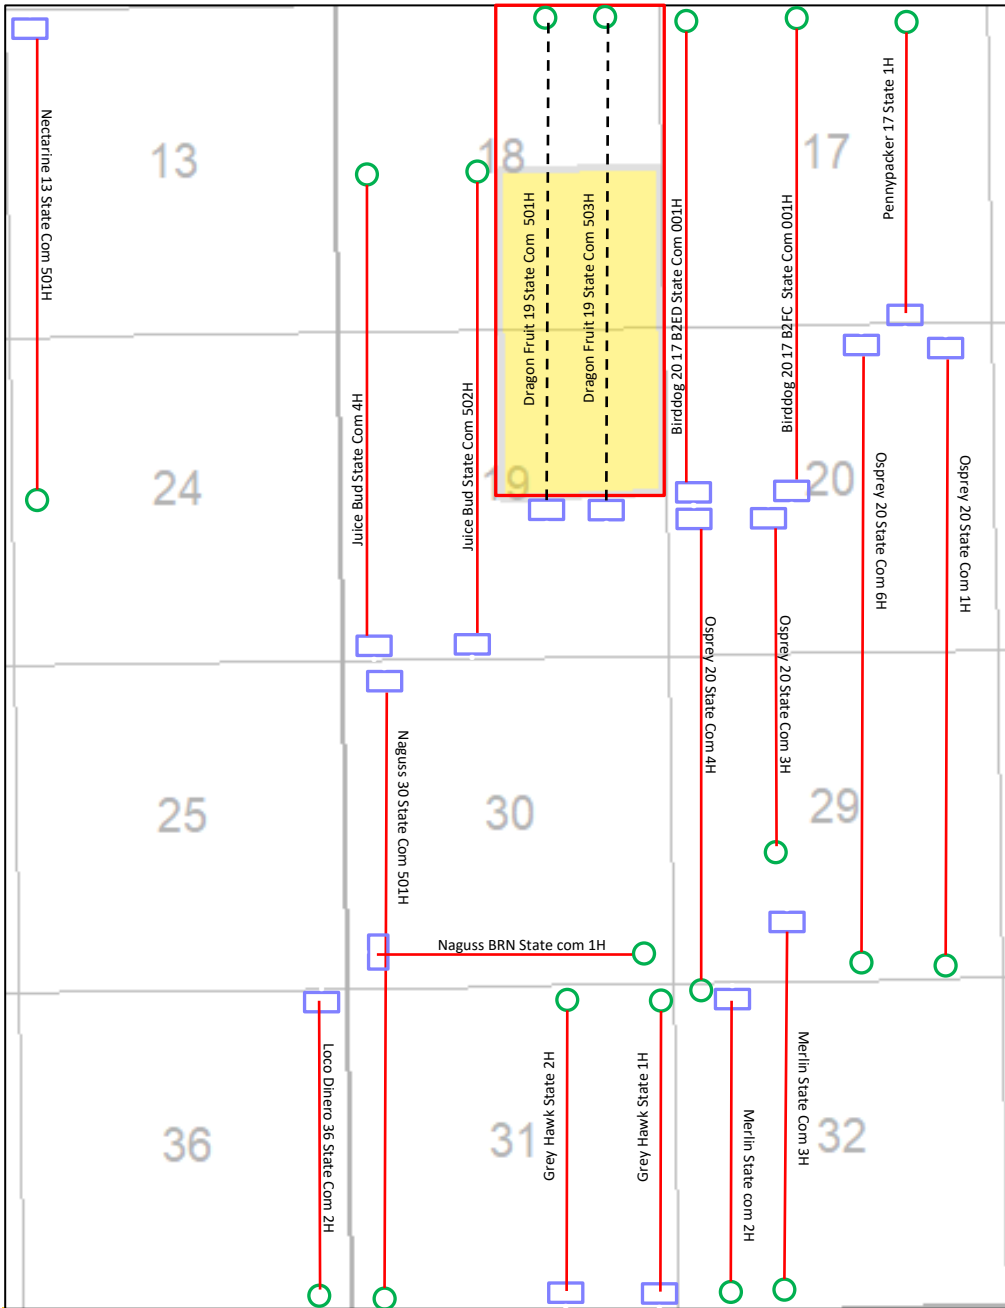 Nectarine 13 State Com 501H
13
18
17
Pennypacker 17 State 1H
Dragon Fruit 19 State Com  501H
Dragon Fruit 19 State Com 503H
Birddog 20 17 B2ED State Com 001H
Birddog 20 17 B2FC  State Com 001H
Juice Bud State Com 4H
Juice Bud State Com 502H
24
19
20
Osprey 20 State Com 6H
Osprey 20 State Com 1H
Osprey 20 State Com 4H
Osprey 20 State Com 3H
Naguss 30 State Com 501H
25
30
29
Naguss BRN State com 1H
Loco Dinero 36 State Com 2H
Grey Hawk State 2H
Grey Hawk State 1H
Merlin State com 2H
Merlin State Com 3H
36
31
32